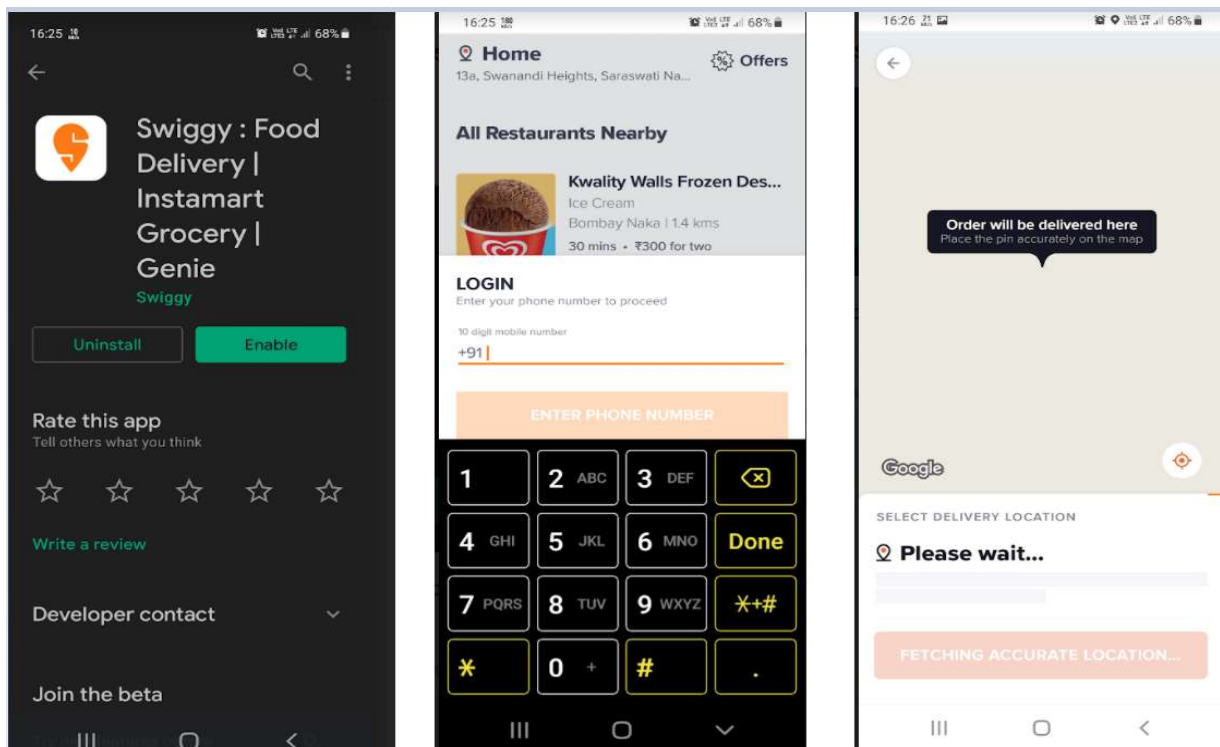 16:25
68%
Swiggy : Food
Delivery |
Instamart
Grocery |
Genie
Swiggy
Uninstall
Enable
Rate this app
Tell others what you think
Write a review
Developer contact
Join the beta
16:25
68%
Home
13a, Swanandi Heights, Saraswati Na...
Offers
All Restaurants Nearby
Kwality Walls Frozen Des...
Ice Cream
Bombay Naka | 1.4 kms
30 mins • ₹300 for two
LOGIN
Enter your phone number to proceed
10 digit mobile number
+91
ENTER PHONE NUMBER
1
2 ABC
3 DEF
4 GHI
5 JKL
6 MNO
Done
7 PQRS
8 TUV
9 WXYZ
*+#
*
0 +
#
.
16:26
68%
Order will be delivered here
Place the pin accurately on the map
Google
SELECT DELIVERY LOCATION
Please wait...
FETCHING ACCURATE LOCATION...